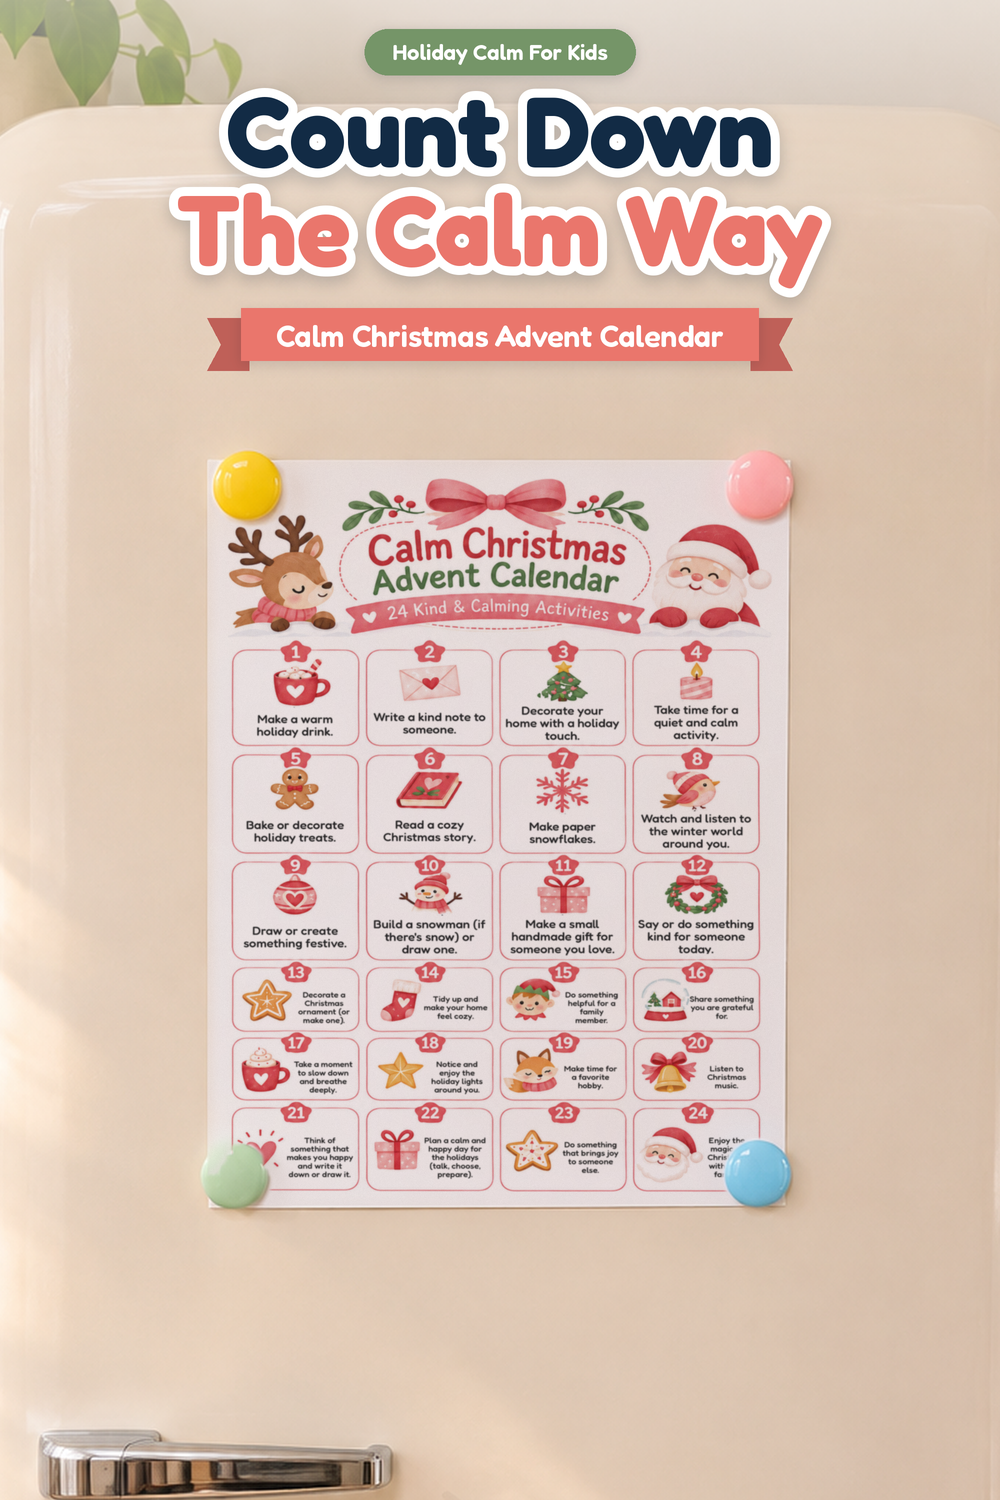 Holiday Calm For Kids
Count Down
The Calm Way
Calm Christmas Advent Calendar
Calm Christmas
Advent Calendar
24 Kind & Calming Activities
1
Make a warm
holiday drink.
2
Write a kind note to
someone.
3
Decorate your
home with a holiday
touch.
4
Take time for a
quiet and calm
activity.
5
Bake or decorate
holiday treats.
6
Read a cozy
Christmas story.
7
Make paper
snowflakes.
8
Watch and listen to
the winter world
around you.
9
Draw or create
something festive.
10
Build a snowman (if
there's snow) or
draw one.
11
Make a small
handmade gift for
someone you love.
12
Say or do something
kind for someone
today.
13
Decorate a
Christmas
ornament (or
make one).
14
Tidy up and
make your home
feel cozy.
15
Do something
helpful for a
family
member.
16
Share something
you are grateful
for.
17
Take a moment
to slow down
and breathe
deeply.
18
Notice and
enjoy the
holiday lights
around you.
19
Make time for
a favorite
hobby.
20
Listen to
Christmas
music.
21
Think of
something that
makes you happy
and write it
down or draw it.
22
Plan a calm and
happy day for
the holidays
(talk, choose,
prepare).
23
Do something
that brings joy
to someone
else.
24
Enjoy the